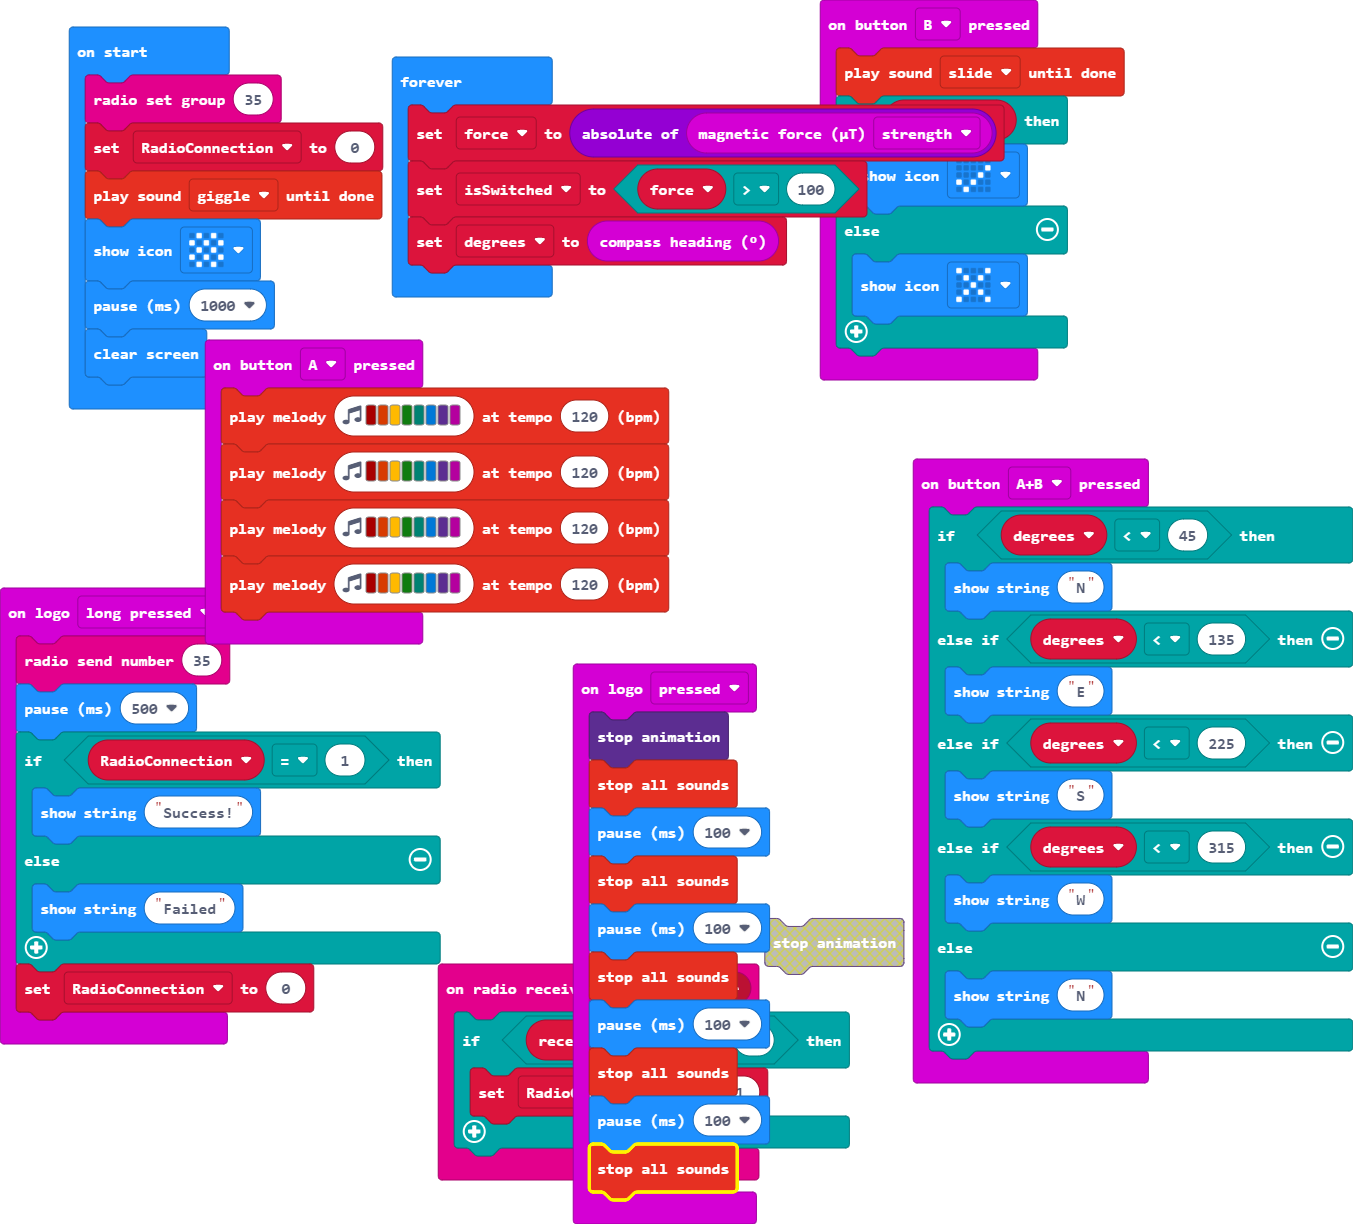 on start
radio set group 35
set RadioConnection to 0
play sound giggle until done
show icon
pause (ms) 1000
clear screen
forever
set force to absolute of magnetic force (µT) strength
set isSwitched to force > 100
set degrees to compass heading (º)
on button B pressed
play sound slide until done
then
show icon
else
show icon
on button A pressed
play melody at tempo 120 (bpm)
play melody at tempo 120 (bpm)
play melody at tempo 120 (bpm)
play melody at tempo 120 (bpm)
on button A+B pressed
if degrees < 45 then
show string "N"
else if degrees < 135 then
show string "E"
else if degrees < 225 then
show string "S"
else if degrees < 315 then
show string "W"
else
show string "N"
on logo long pressed
radio send number 35
pause (ms) 500
if RadioConnection = 1 then
show string "Success!"
else
show string "Failed"
set RadioConnection to 0
on logo pressed
stop animation
stop all sounds
pause (ms) 100
stop all sounds
pause (ms) 100
stop all sounds
pause (ms) 100
stop all sounds
pause (ms) 100
stop all sounds
stop animation
on radio
if then
set 1